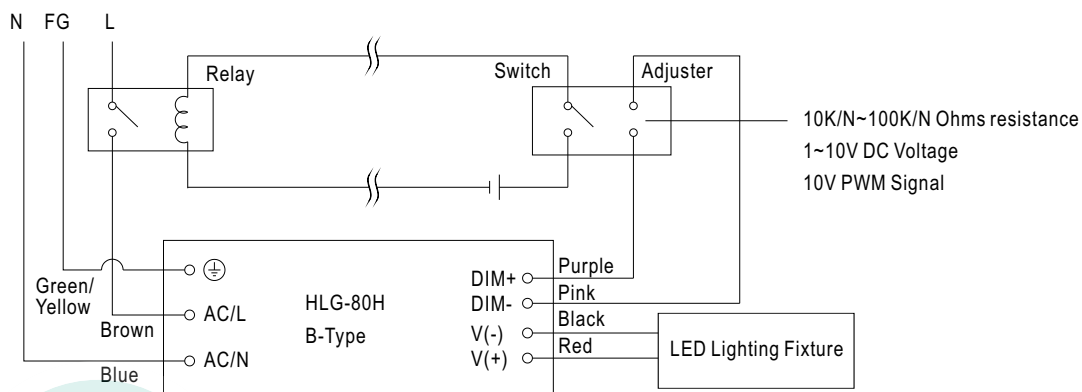 N FG L
Relay
Switch
Adjuster
10K/N~100K/N Ohms resistance
1~10V DC Voltage
10V PWM Signal
Green/
Yellow
Brown
Blue
AC/L
AC/N
HLG-80H
B-Type
DIM+
DIM-
V(-)
V(+)
Purple
Pink
Black
Red
LED Lighting Fixture